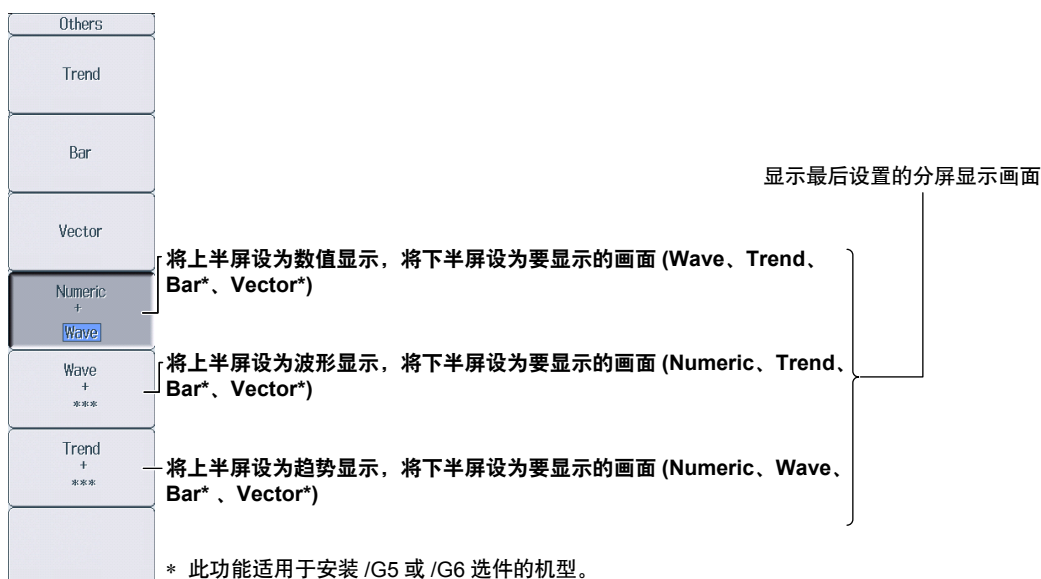 Others
Trend
Bar
Vector
Numeric
+
Wave
Wave
+
***
Trend
+
***
显示最后设置的分屏显示画面
将上半屏设为数值显示，将下半屏设为要显示的画面 (Wave、Trend、
Bar*、Vector*)
将上半屏设为波形显示，将下半屏设为要显示的画面 (Numeric、Trend、
Bar*、Vector*)
将上半屏设为趋势显示，将下半屏设为要显示的画面 (Numeric、Wave、
Bar* 、Vector*)
* 此功能适用于安装 /G5 或 /G6 选件的机型。